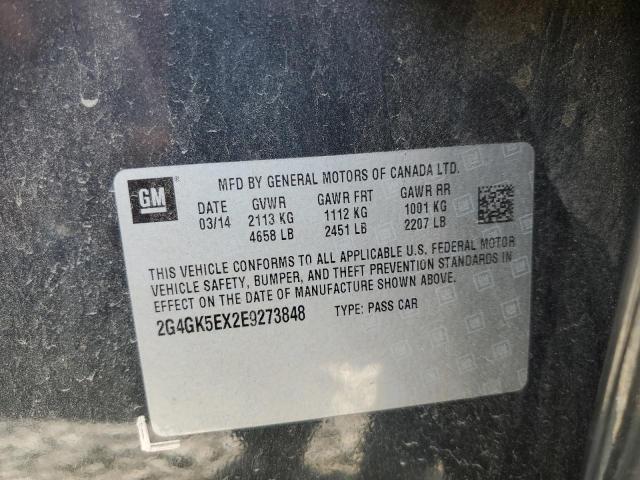 GM
MFD BY GENERAL MOTORS OF CANADA LTD.
DATE GVWR GAWR FRT GAWR RR
03/14 2113 KG 1112 KG 1001 KG
4658 LB 2451 LB 2207 LB
THIS VEHICLE CONFORMS TO ALL APPLICABLE U.S. FEDERAL MOTOR
VEHICLE SAFETY, BUMPER, AND THEFT PREVENTION STANDARDS IN
EFFECT ON THE DATE OF MANUFACTURE SHOWN ABOVE.
2G4GK5EX2E9273848 TYPE: PASS CAR